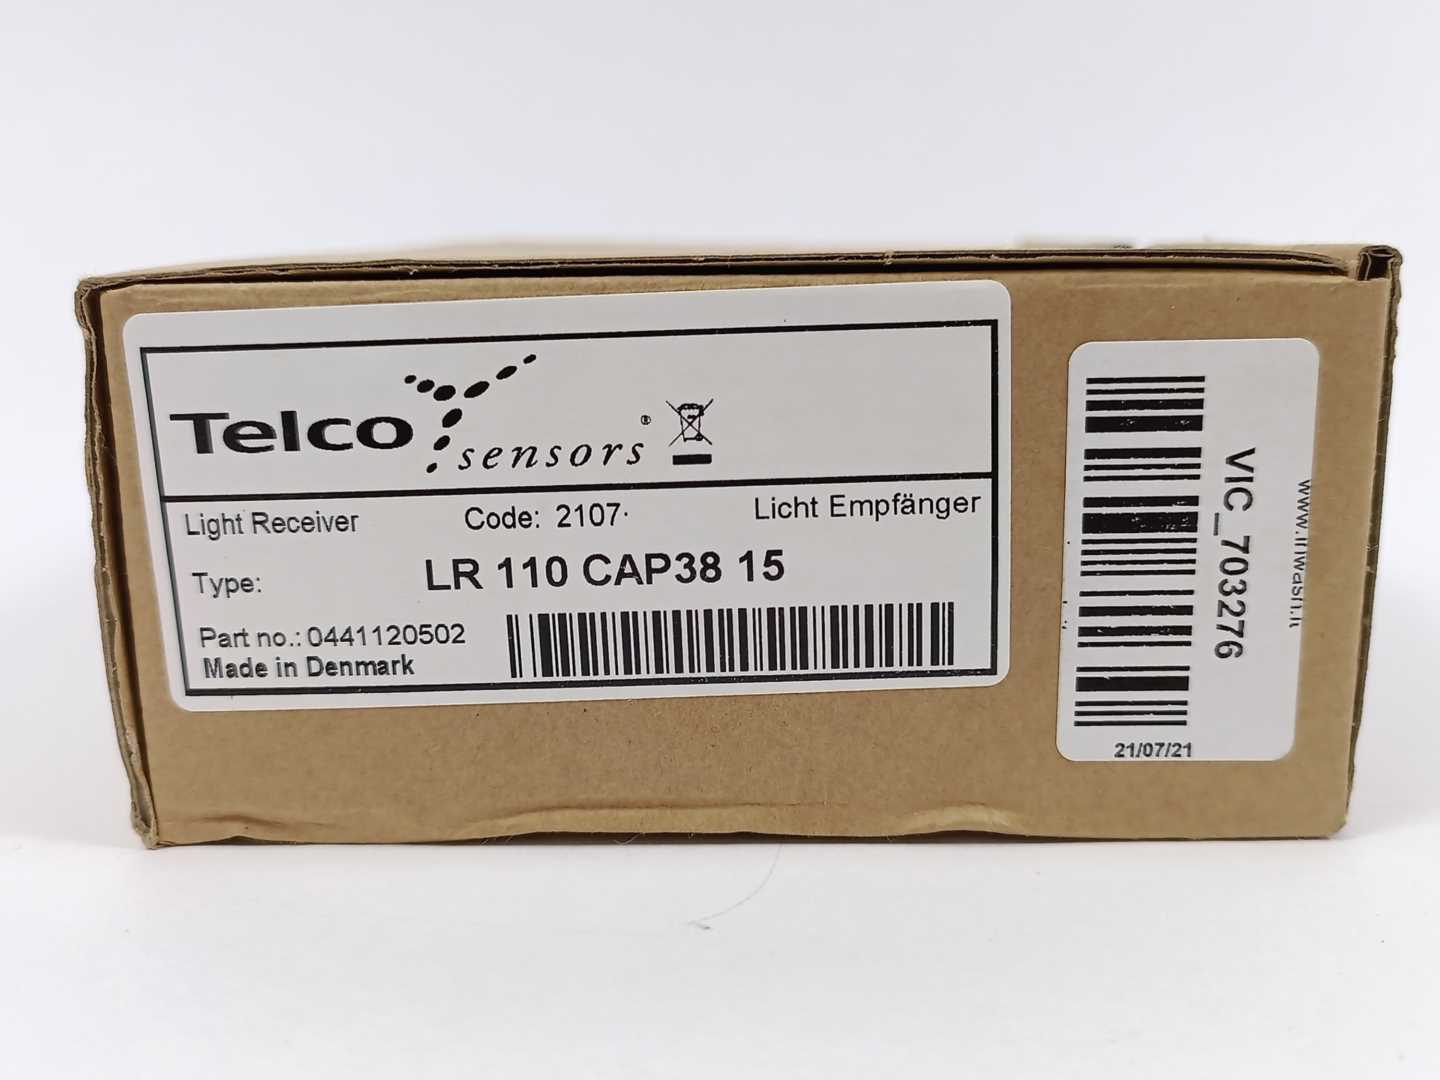 Telco
sensors®
Light Receiver
Code: 2107
Licht Empfänger
Type:
LR 110 CAP38 15
Part no.: 0441120502
Made in Denmark
VIC_703276
21/07/21